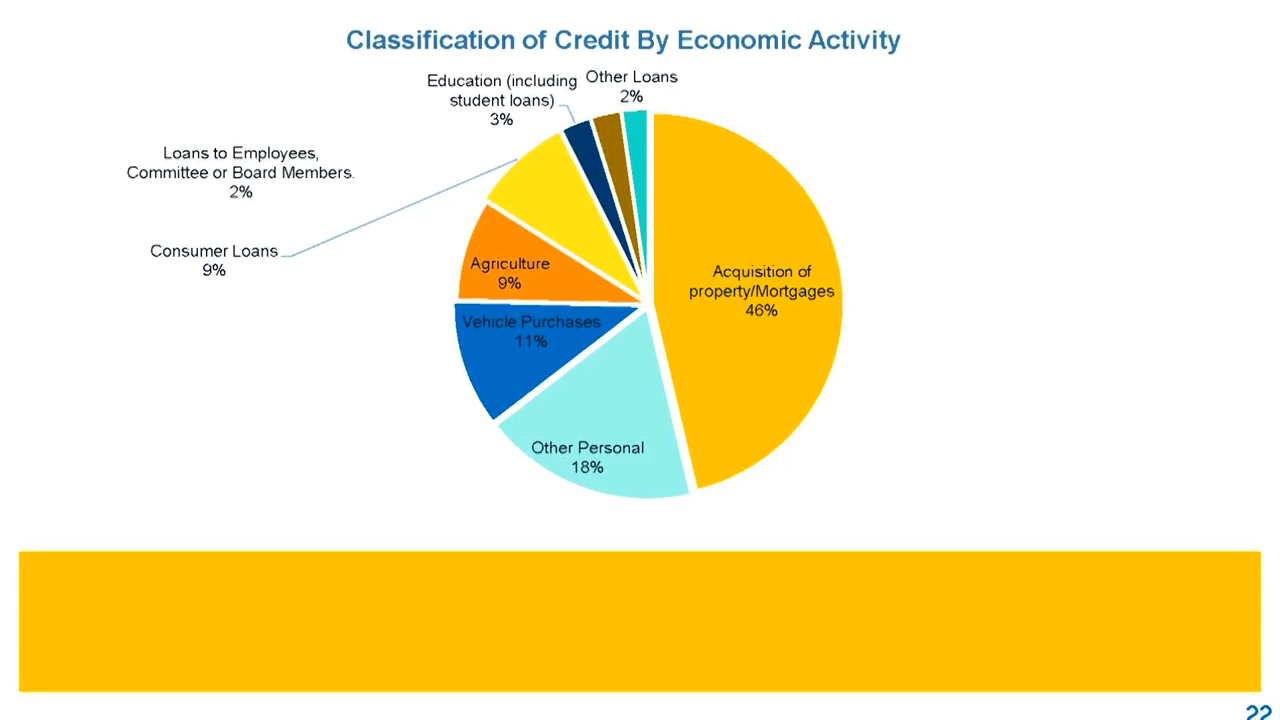 Classification of Credit By Economic Activity
Education (including
student loans)
3%
Other Loans
2%
Loans to Employees,
Committee or Board Members.
2%
Consumer Loans
9%
Agriculture
9%
Acquisition of
property/Mortgages
46%
Vehicle Purchases
11%
Other Personal
18%
22